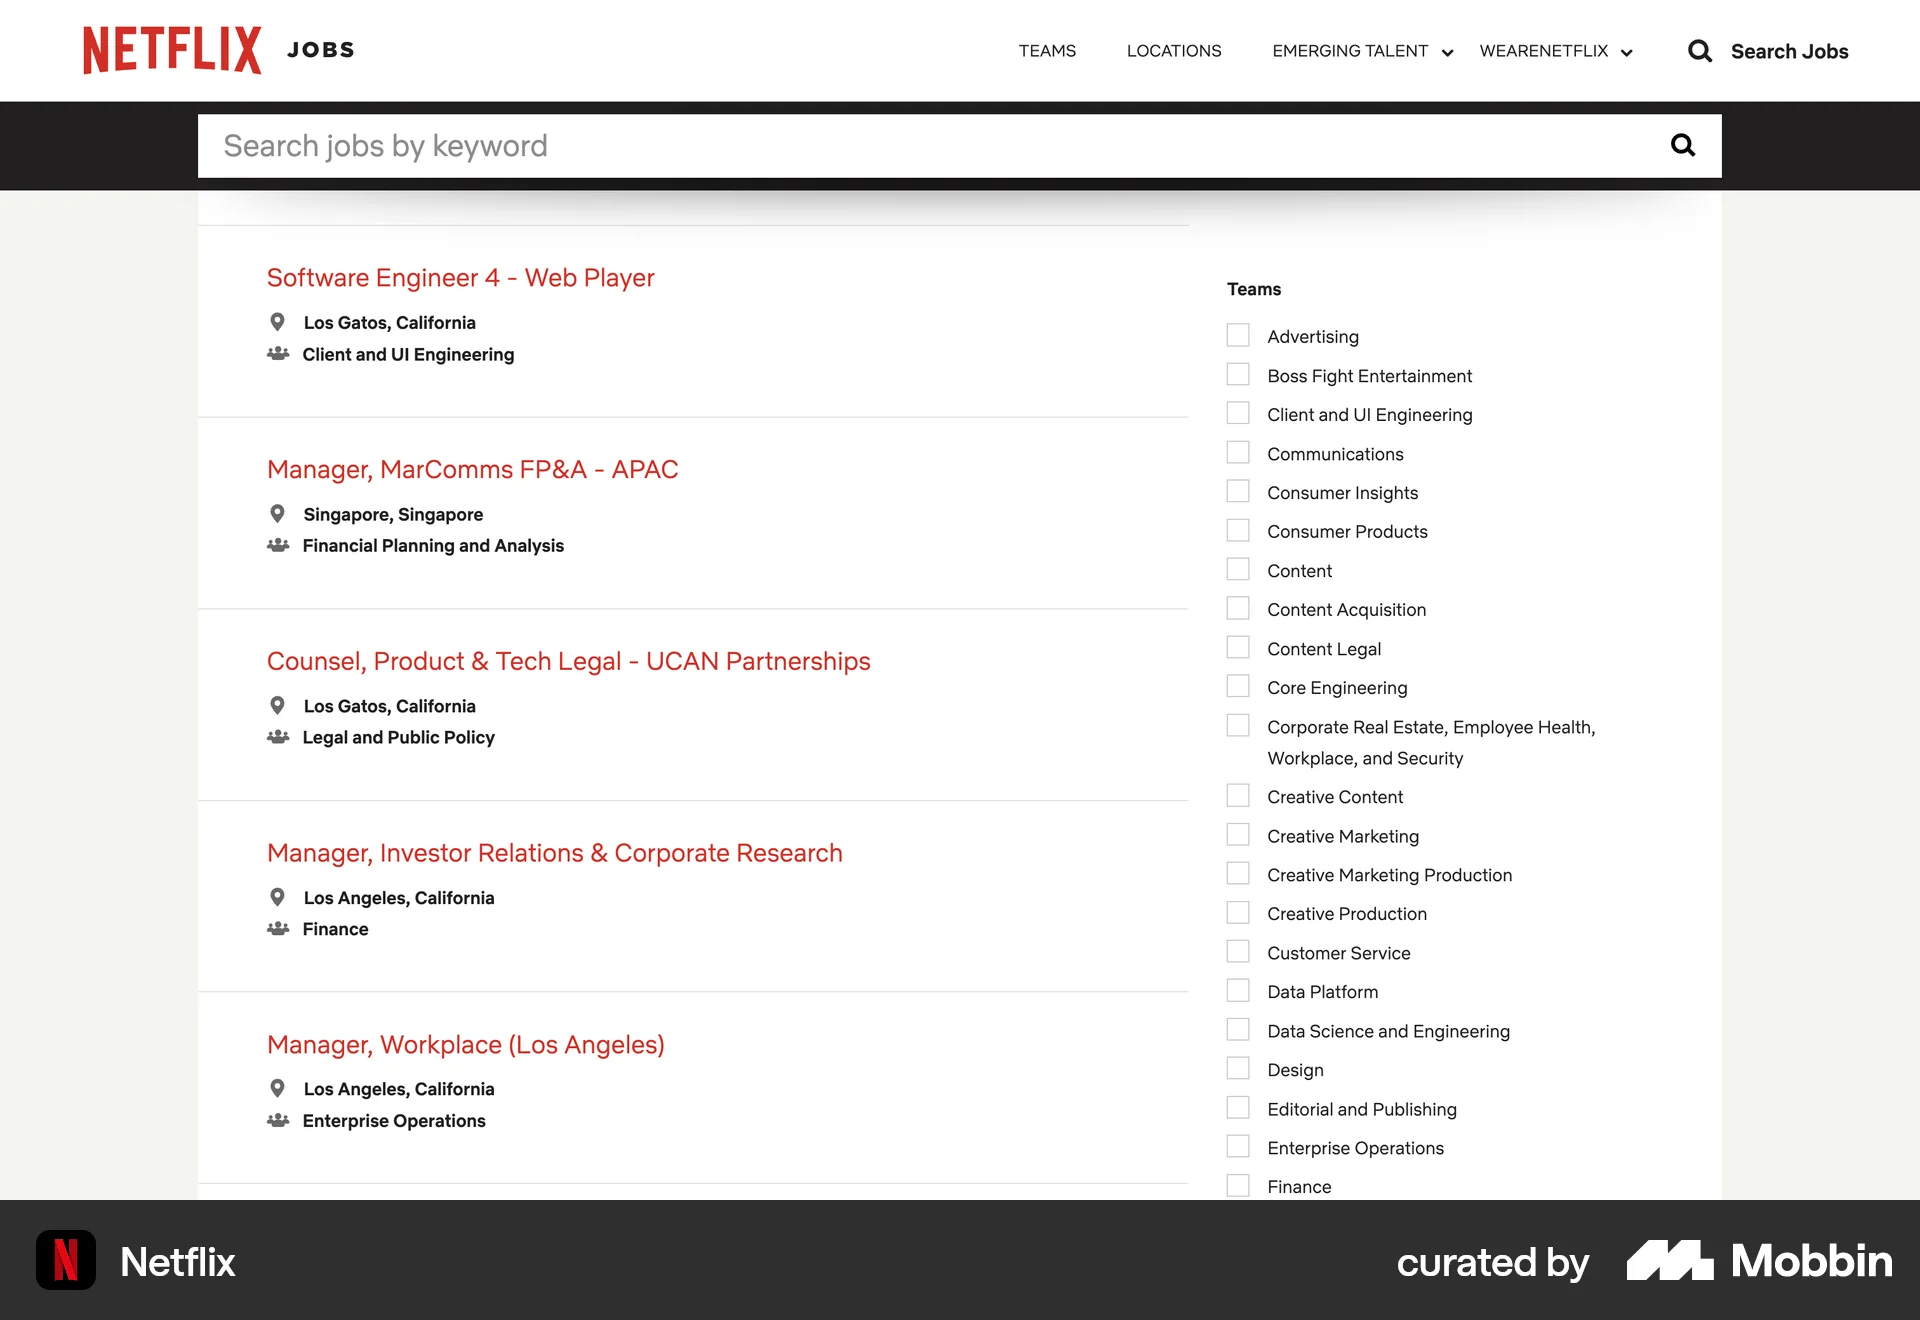 NETFLIX JOBS
TEAMS LOCATIONS EMERGING TALENT WEARENETFLIX Search Jobs
Search jobs by keyword
Software Engineer 4 - Web Player
Los Gatos, California
Client and UI Engineering
Manager, MarComms FP&A - APAC
Singapore, Singapore
Financial Planning and Analysis
Counsel, Product & Tech Legal - UCAN Partnerships
Los Gatos, California
Legal and Public Policy
Manager, Investor Relations & Corporate Research
Los Angeles, California
Finance
Manager, Workplace (Los Angeles)
Los Angeles, California
Enterprise Operations
Teams
Advertising
Boss Fight Entertainment
Client and UI Engineering
Communications
Consumer Insights
Consumer Products
Content
Content Acquisition
Content Legal
Core Engineering
Corporate Real Estate, Employee Health,
Workplace, and Security
Creative Content
Creative Marketing
Creative Marketing Production
Creative Production
Customer Service
Data Platform
Data Science and Engineering
Design
Editorial and Publishing
Enterprise Operations
Finance
N Netflix
curated by Mobbin